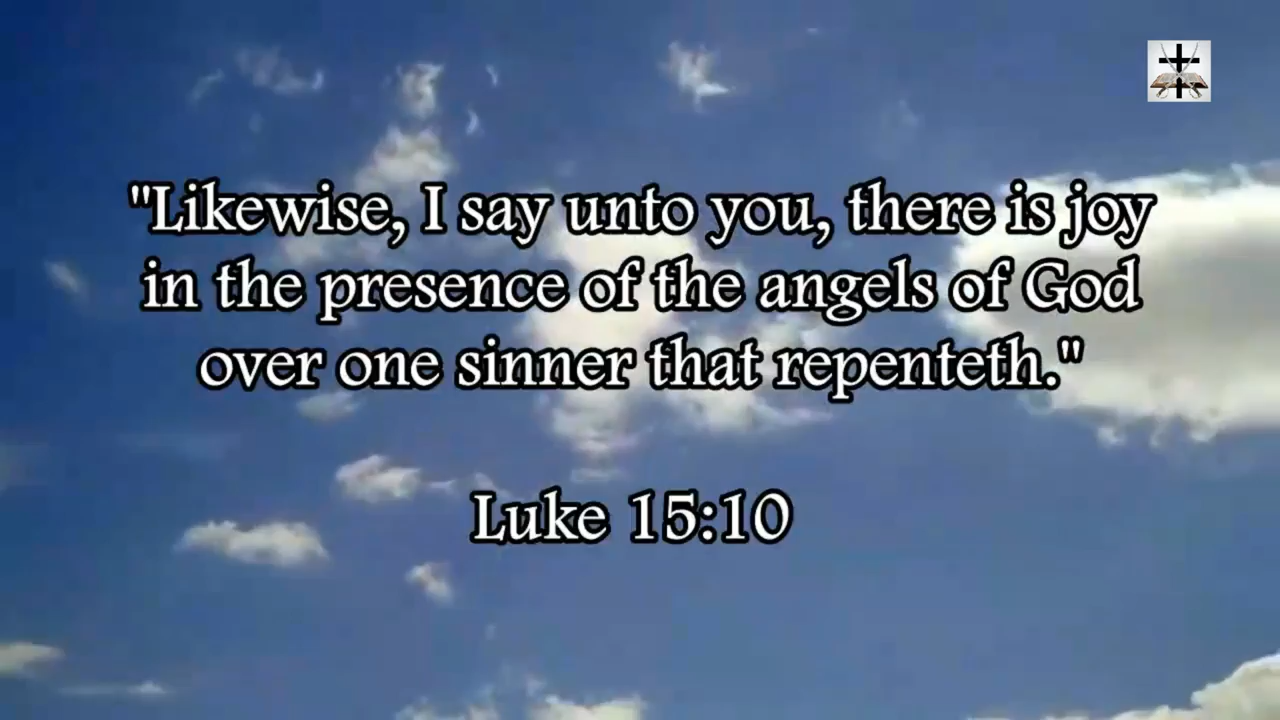 "Likewise, I say unto you, there is joy
in the presence of the angels of God
over one sinner that repenteth."
Luke 15:10